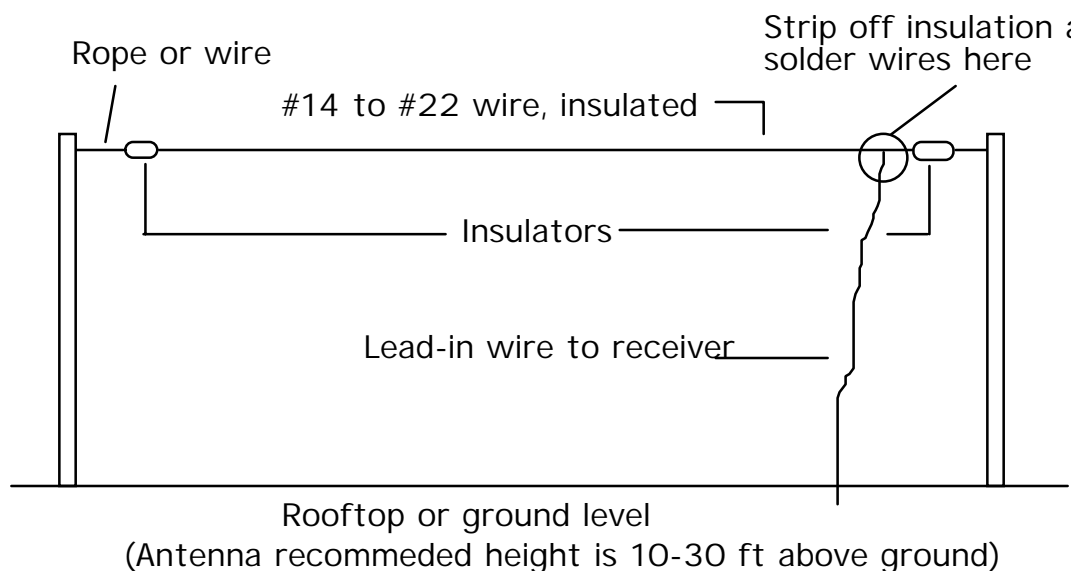 Strip off insulation a
solder wires here
Rope or wire
#14 to #22 wire, insulated
Insulators
Lead-in wire to receiver
Rooftop or ground level
(Antenna recommeded height is 10-30 ft above ground)